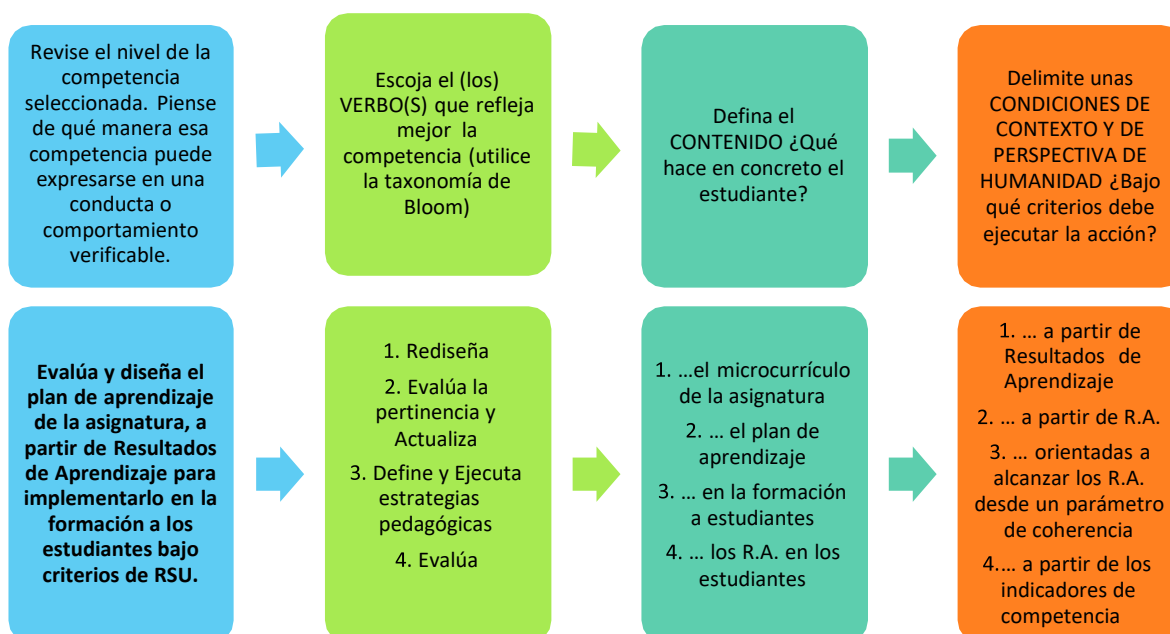 Revise el nivel de la
competencia
seleccionada. Piense
de qué manera esa
competencia puede
expresarse en una
conducta o
comportamiento
verificable.
Escoja el (los)
VERBO(S) que refleja
mejor la
competencia (utilice
la taxonomía de
Bloom)
Defina el
CONTENIDO ¿Qué
hace en concreto el
estudiante?
Delimite unas
CONDICIONES DE
CONTEXTO Y DE
PERSPECTIVA DE
HUMANIDAD ¿Bajo
qué criterios debe
ejecutar la acción?
Evalúa y diseña el
plan de aprendizaje
de la asignatura, a
partir de Resultados
de Aprendizaje para
implementarlo en la
formación a los
estudiantes bajo
criterios de RSU.
1. Rediseña
2. Evalúa la
pertinencia y
Actualiza
3. Define y Ejecuta
estrategias
pedagógicas
4. Evalúa
1. ...el microcurrículo
de la asignatura
2. ... el plan de
aprendizaje
3. ... en la formación
a estudiantes
4. ... los R.A. en los
estudiantes
1. ... a partir de
Resultados de
Aprendizaje
2. ... a partir de R.A.
3. ... orientadas a
alcanzar los R.A.
desde un parámetro
de coherencia
4.... a partir de los
indicadores de
competencia